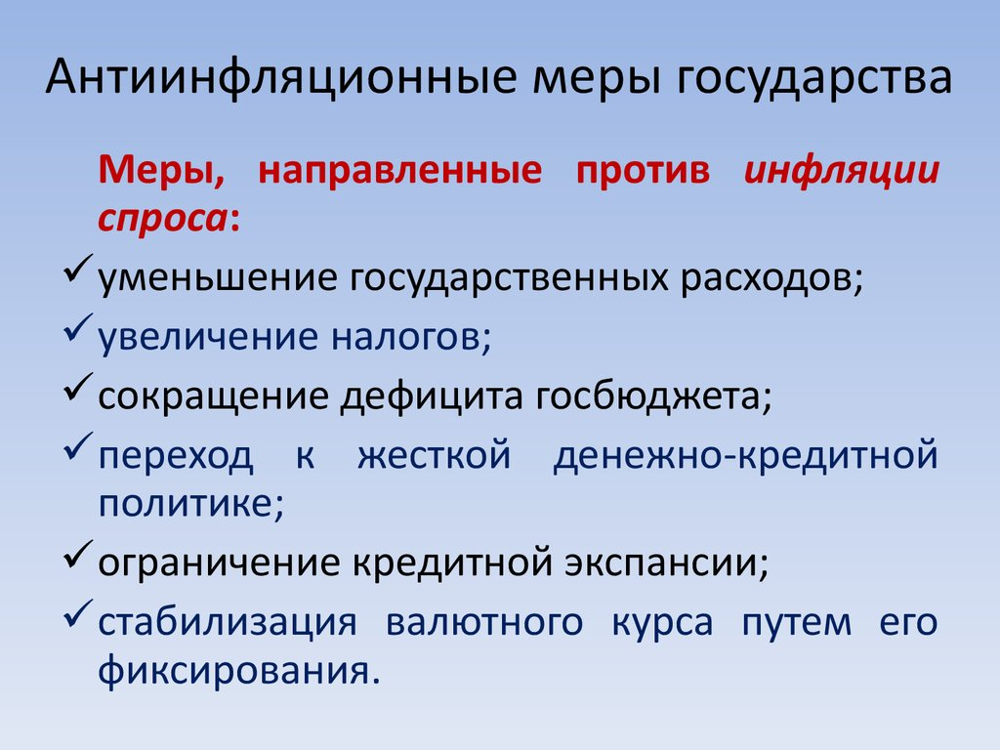 Антиинфляционные меры государства
Меры, направленные против инфляции
спроса:
уменьшение государственных расходов;
увеличение налогов;
сокращение дефицита госбюджета;
переход к жесткой денежно-кредитной
политике;
ограничение кредитной экспансии;
стабилизация валютного курса путем его
фиксирования.